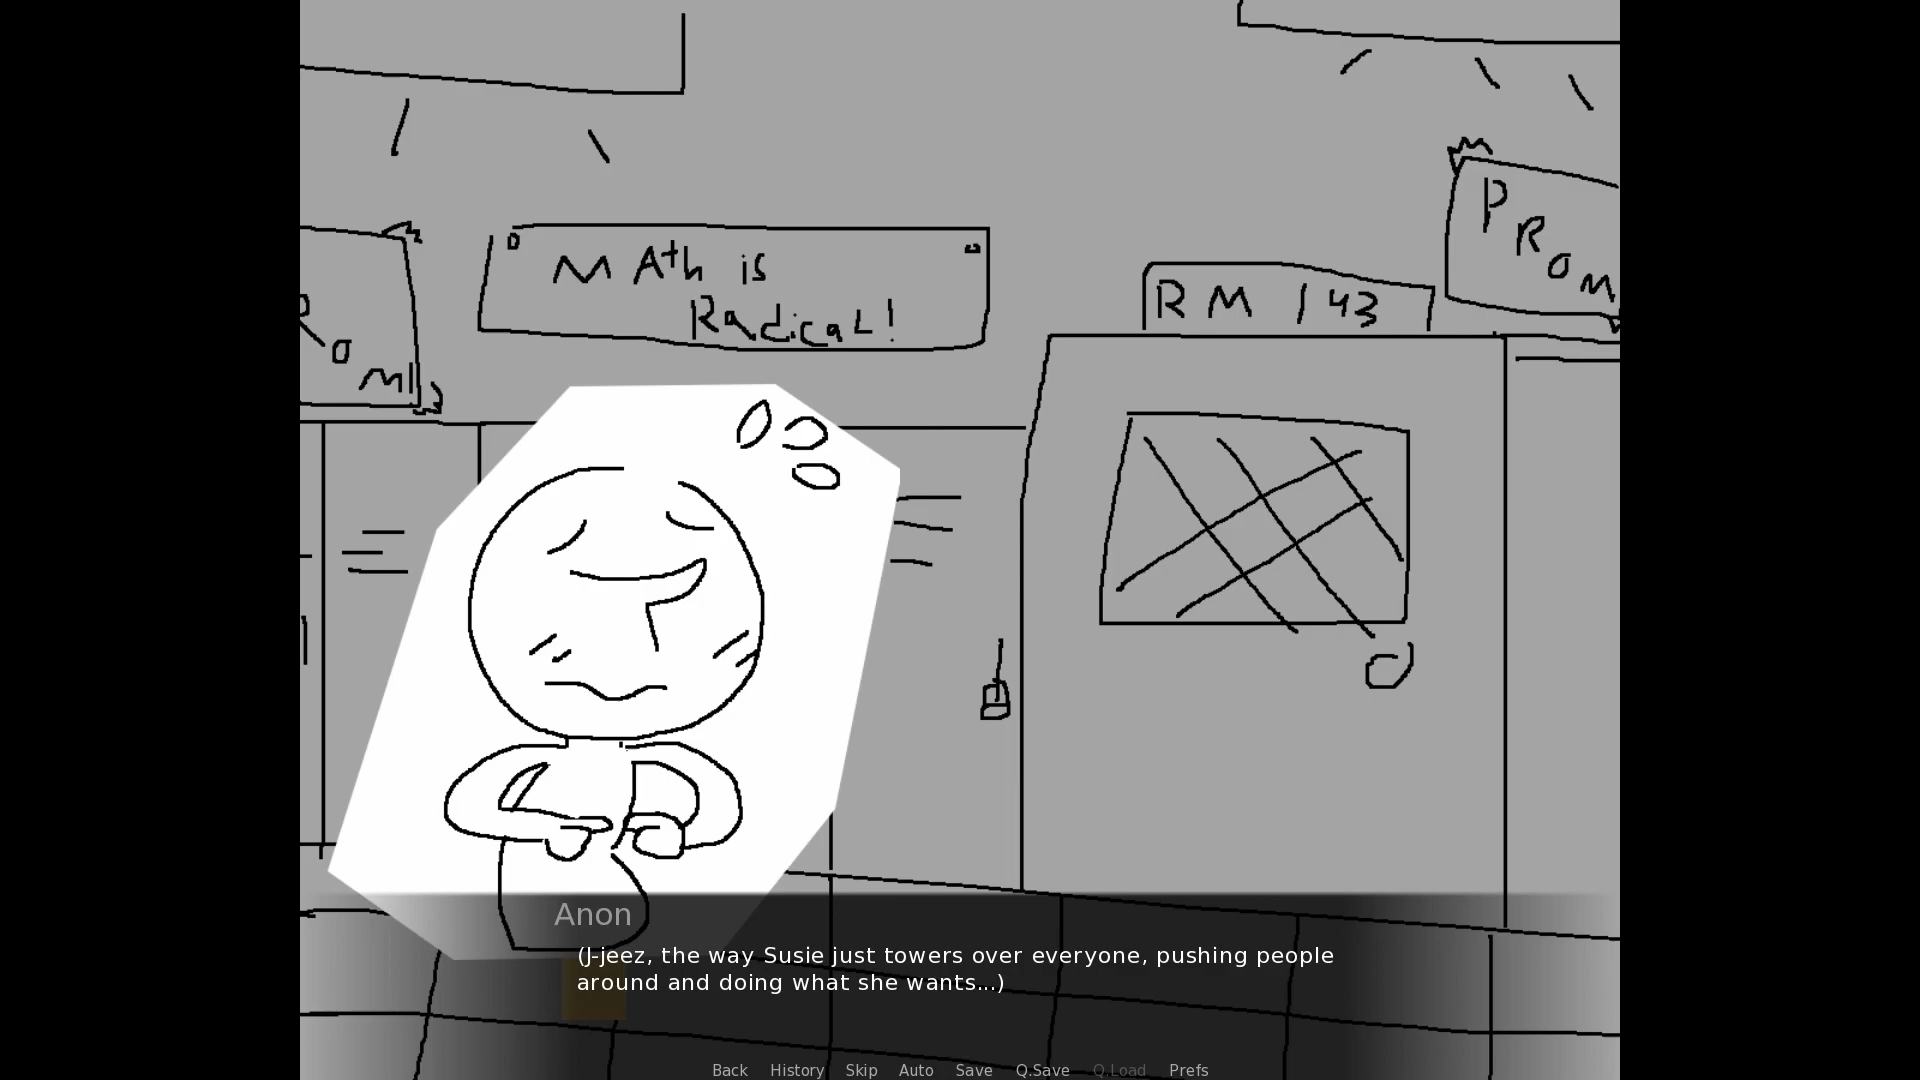 PROM
MAth is
RadicaL!
RM 143
OM!
Anon
(J-jeez, the way Susie just towers over everyone, pushing people
around and doing what she wants...)
Back History Skip Auto Save Q.Save Q.Load Prefs